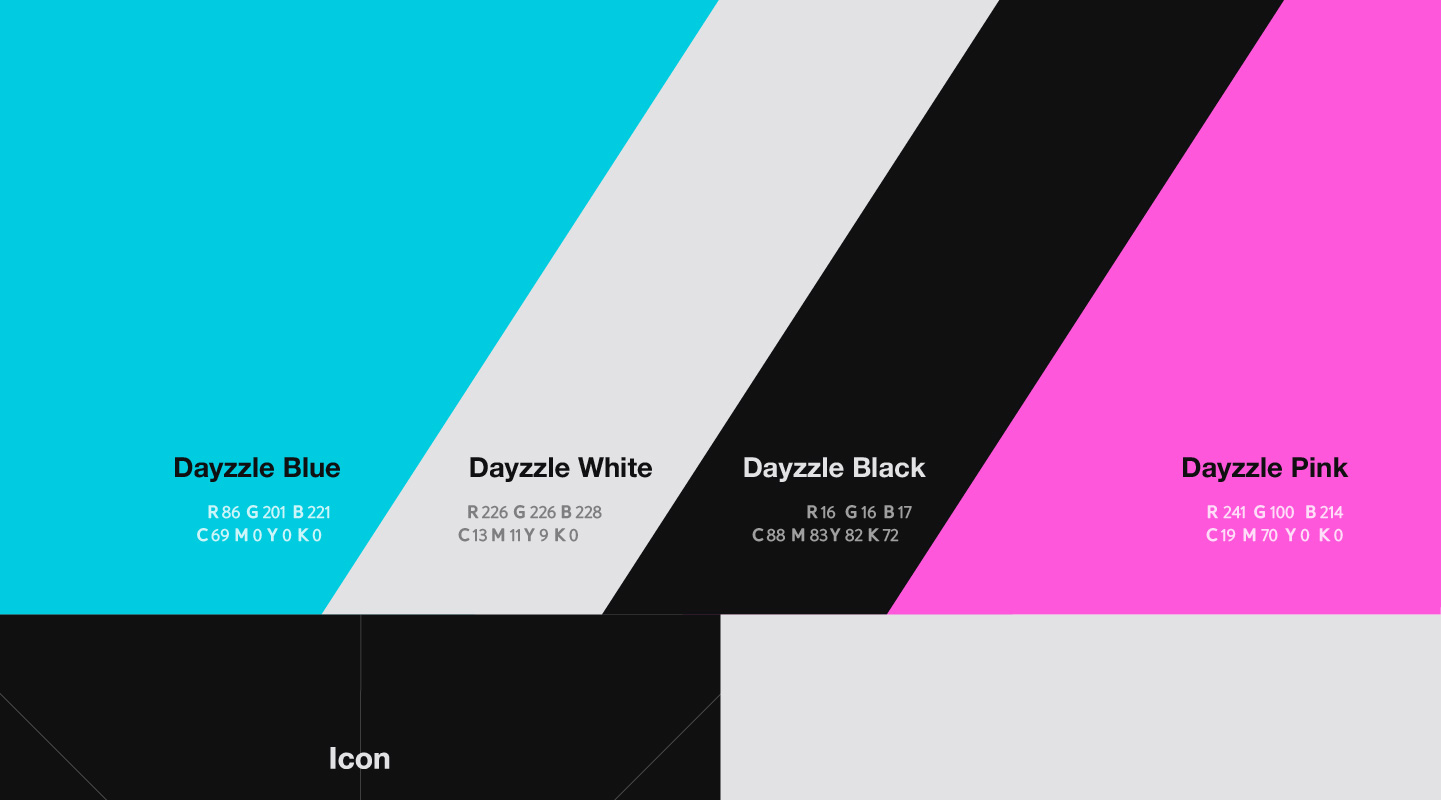 Dayzzle Blue
R 86 G 201 B 221
C 69 M 0 Y 0 K 0
Dayzzle White
R 226 G 226 B 228
C 13 M 11 Y 9 K 0
Dayzzle Black
R 16 G 16 B 17
C 88 M 83 Y 82 K 72
Dayzzle Pink
R 241 G 100 B 214
C 19 M 70 Y 0 K 0
Icon